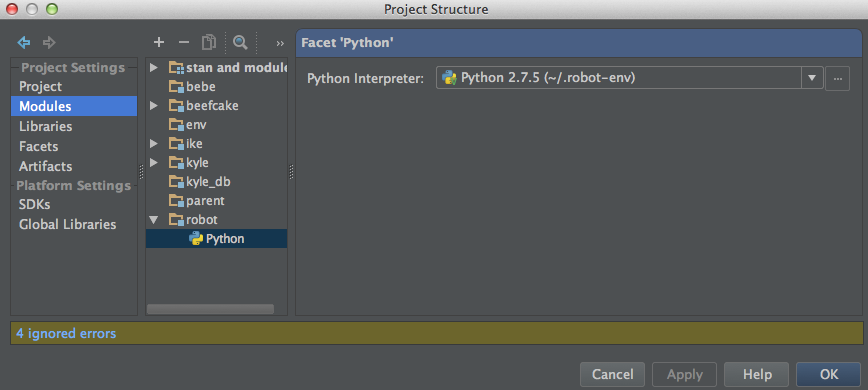 Project Structure
Project Settings
Project
Modules
Libraries
Facets
Artifacts
Platform Settings
SDKs
Global Libraries
stan and module
bebe
beefcake
env
ike
kyle
kyle_db
parent
robot
Python
Facet 'Python'
Python Interpreter: Python 2.7.5 (~/.robot-env)
4 ignored errors
Cancel Apply Help OK